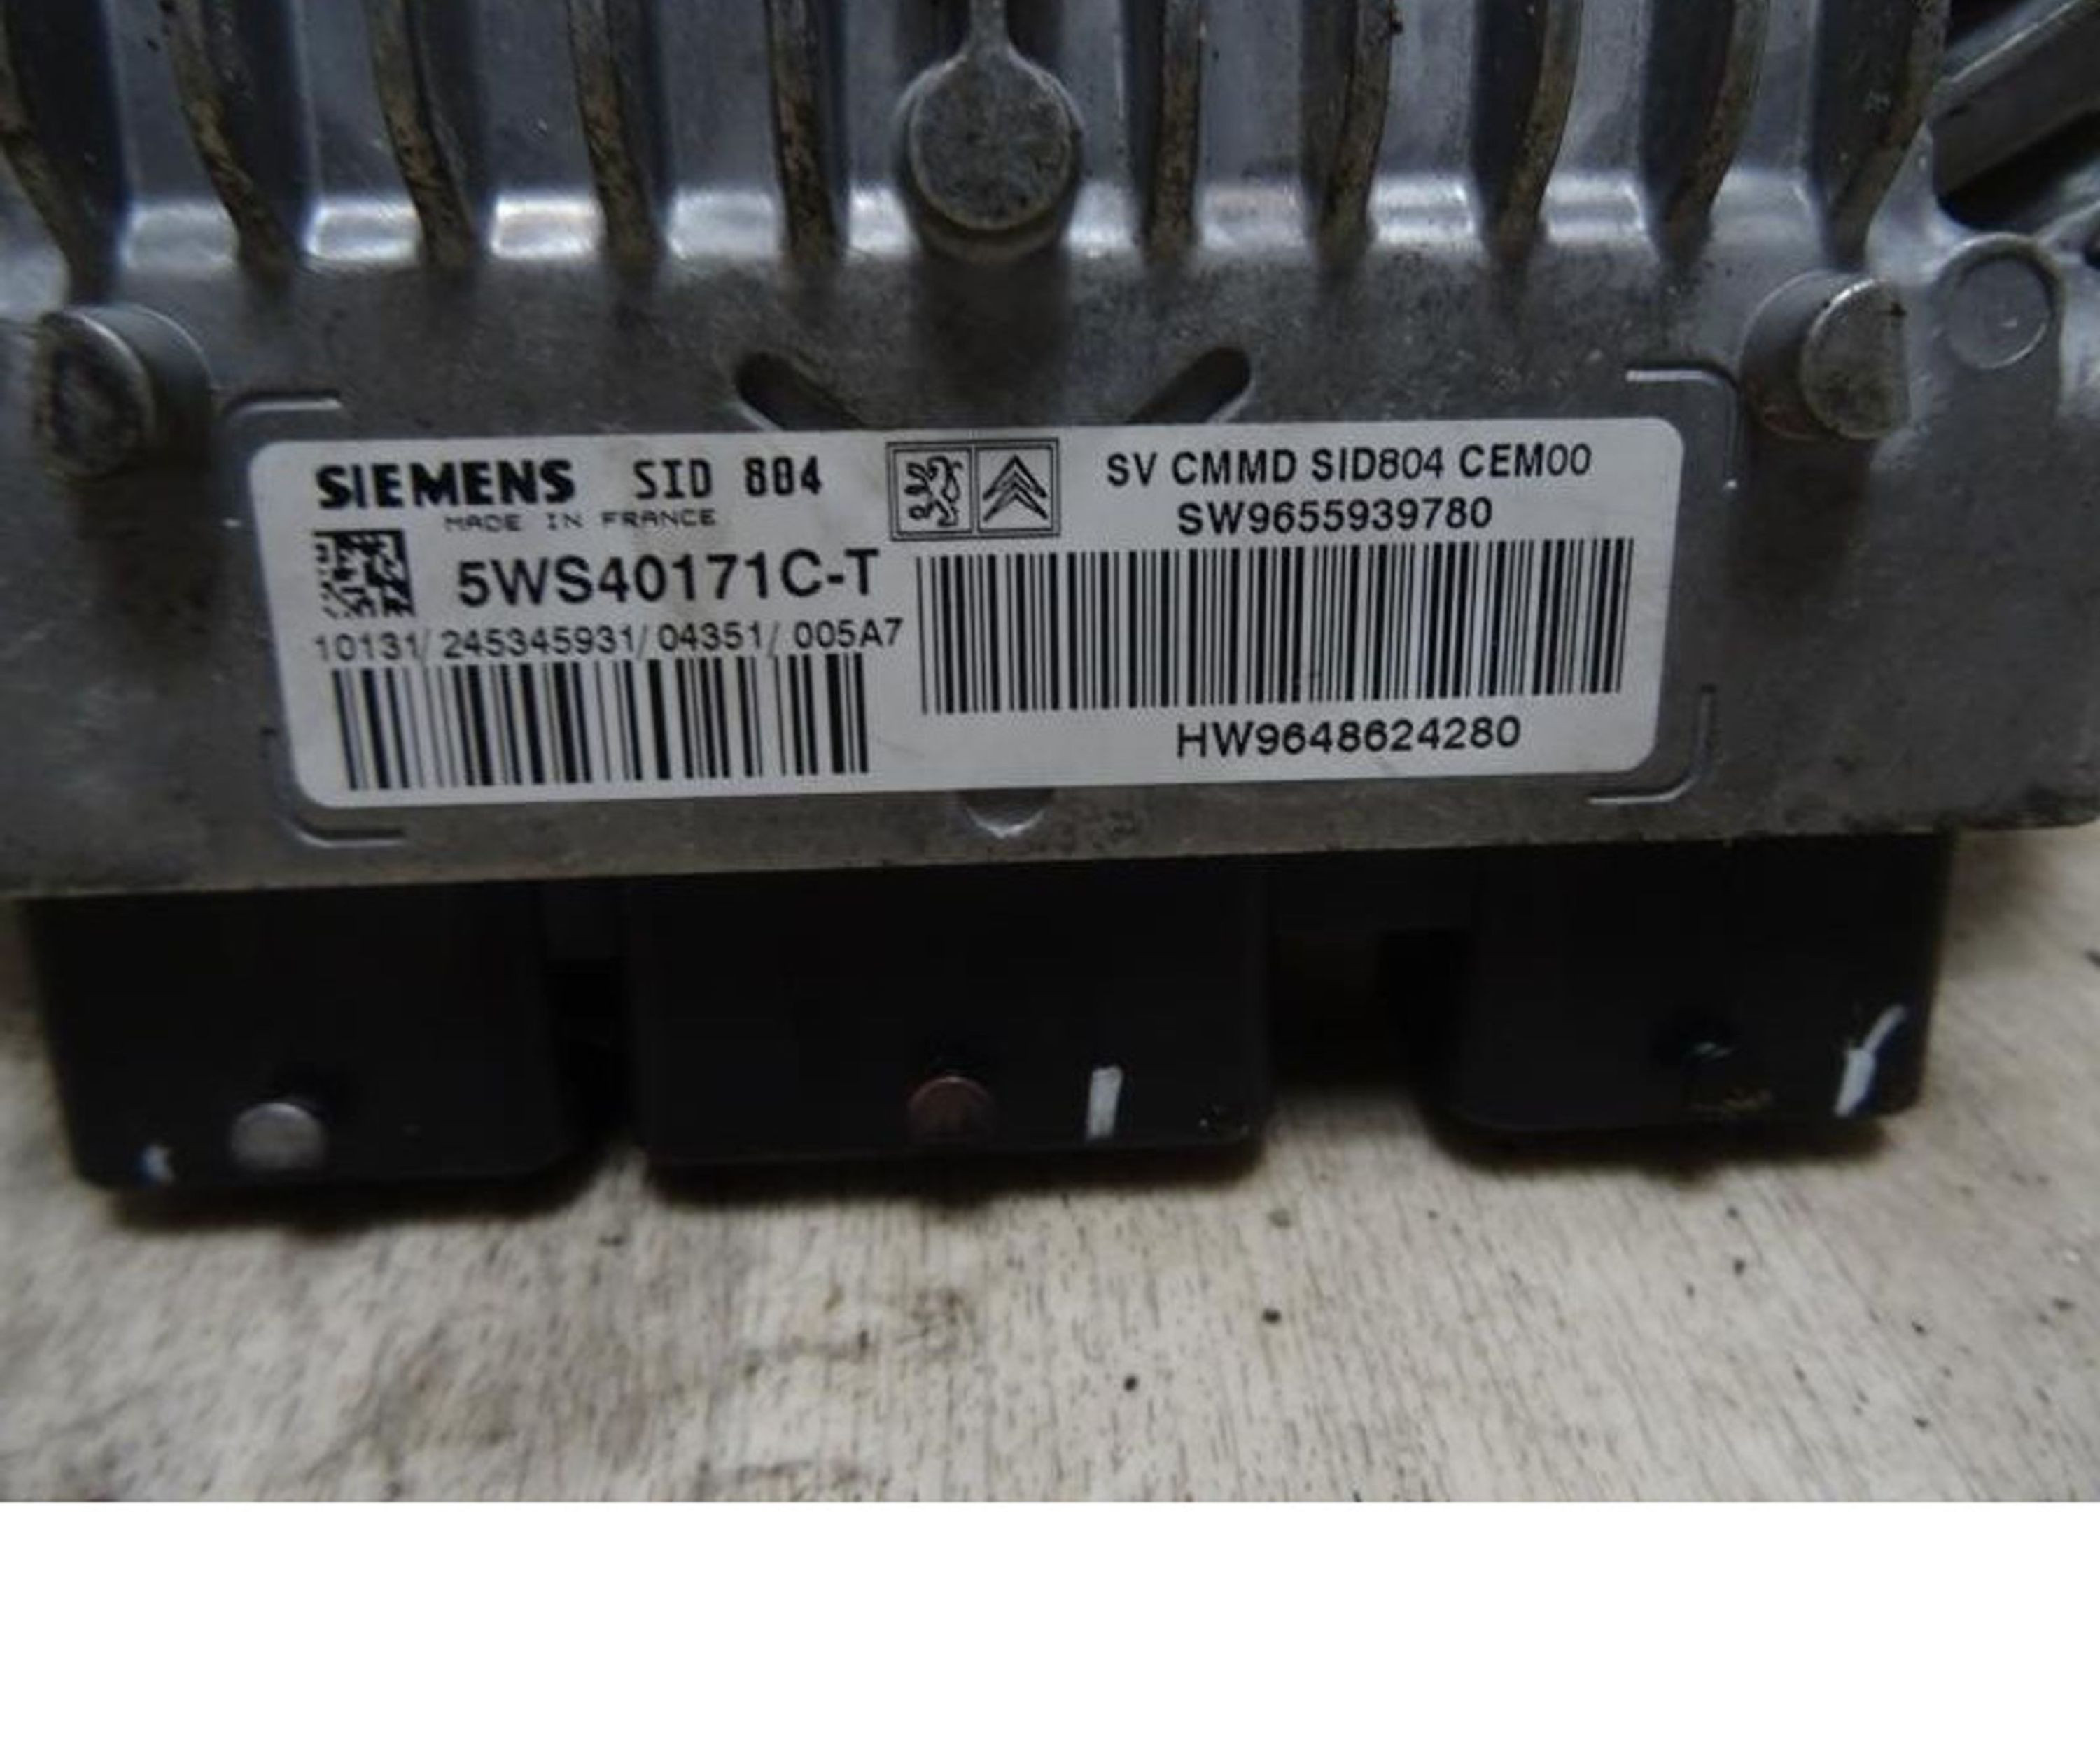 SIEMENS SID 804
MADE IN FRANCE
5WS40171C-T
10131/ 245345931/ 04351/ 005A7
SV CMMD SID804 CEM00
SW9655939780
HW9648624280